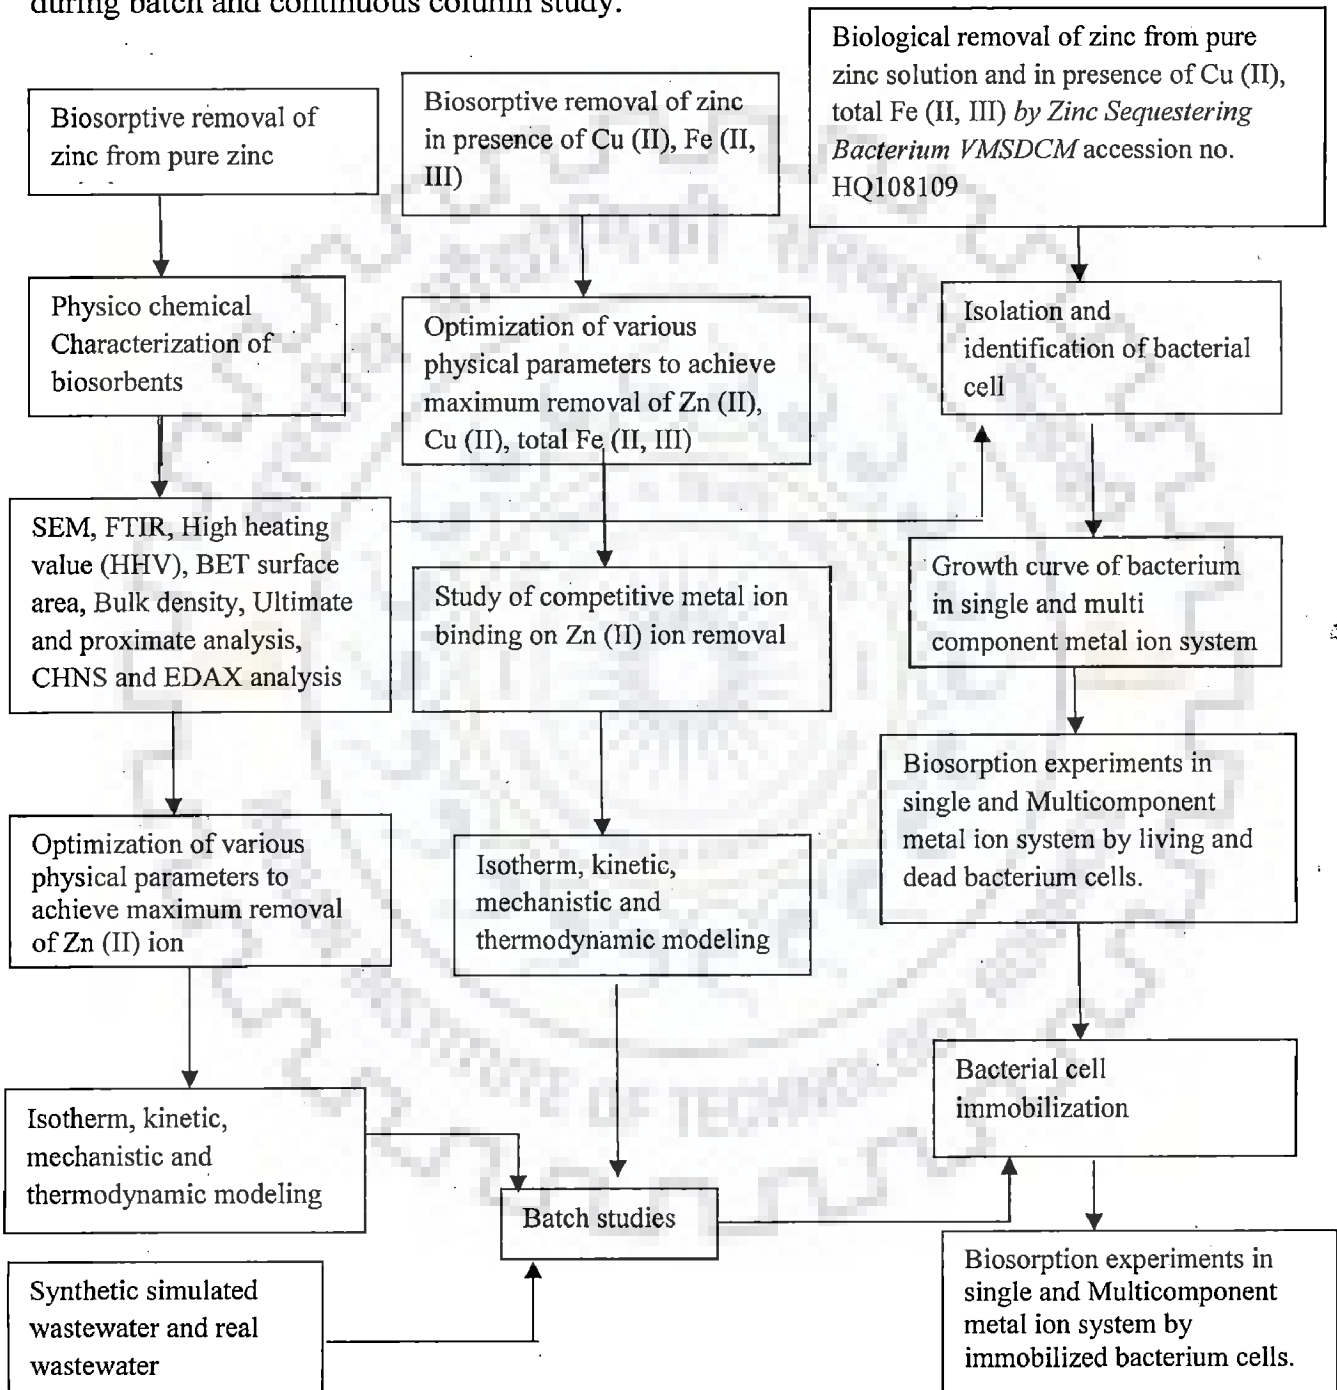 during batch and continuous column study.
Biosorptive removal of
zinc from pure zinc
Biosorptive removal of zinc
in presence of Cu (II), Fe (II,
III)
Biological removal of zinc from pure
zinc solution and in presence of Cu (II),
total Fe (II, III) by Zinc Sequestering
Bacterium VMSDCM accession no.
HQ108109
Physico chemical
Characterization of
biosorbents
Optimization of various
physical parameters to achieve
maximum removal of Zn (II),
Cu (II), total Fe (II, III)
Isolation and
identification of bacterial
cell
SEM, FTIR, High heating
value (HHV), BET surface
area, Bulk density, Ultimate
and proximate analysis,
CHNS and EDAX analysis
Study of competitive metal ion
binding on Zn (II) ion removal
Growth curve of bacterium
in single and multi
component metal ion system
Optimization of various
physical parameters to
achieve maximum removal
of Zn (II) ion
Isotherm, kinetic,
mechanistic and
thermodynamic modeling
Biosorption experiments in
single and Multicomponent
metal ion system by living and
dead bacterium cells.
Isotherm, kinetic,
mechanistic and
thermodynamic modeling
Batch studies
Bacterial cell
immobilization
Synthetic simulated
wastewater and real
wastewater
Biosorption experiments in
single and Multicomponent
metal ion system by
immobilized bacterium cells.
INSTITUTE OF TECHNOLOGY